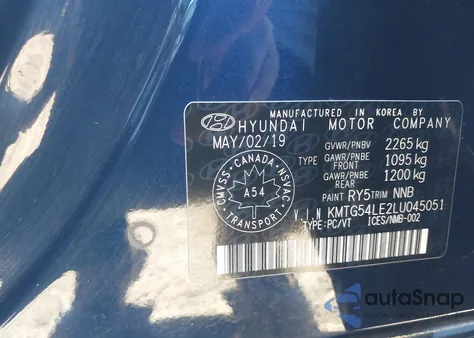 MANUFACTURED IN KOREA BY
HYUNDAI MOTOR COMPANY
MAY/02/19
GVWR/PNBV 2265 kg
TYPE GAWR/PNBE FRONT 1095 kg
GAWR/PNBE REAR 1200 kg
PAINT RY5 TRIM NNB
V.I.N KMTG54LE2LU045051
TYPE:PC/VT ICES/NMB-002
CMVSS - CANADA - NSVAC
A54
TRANSPORT
autaSnap